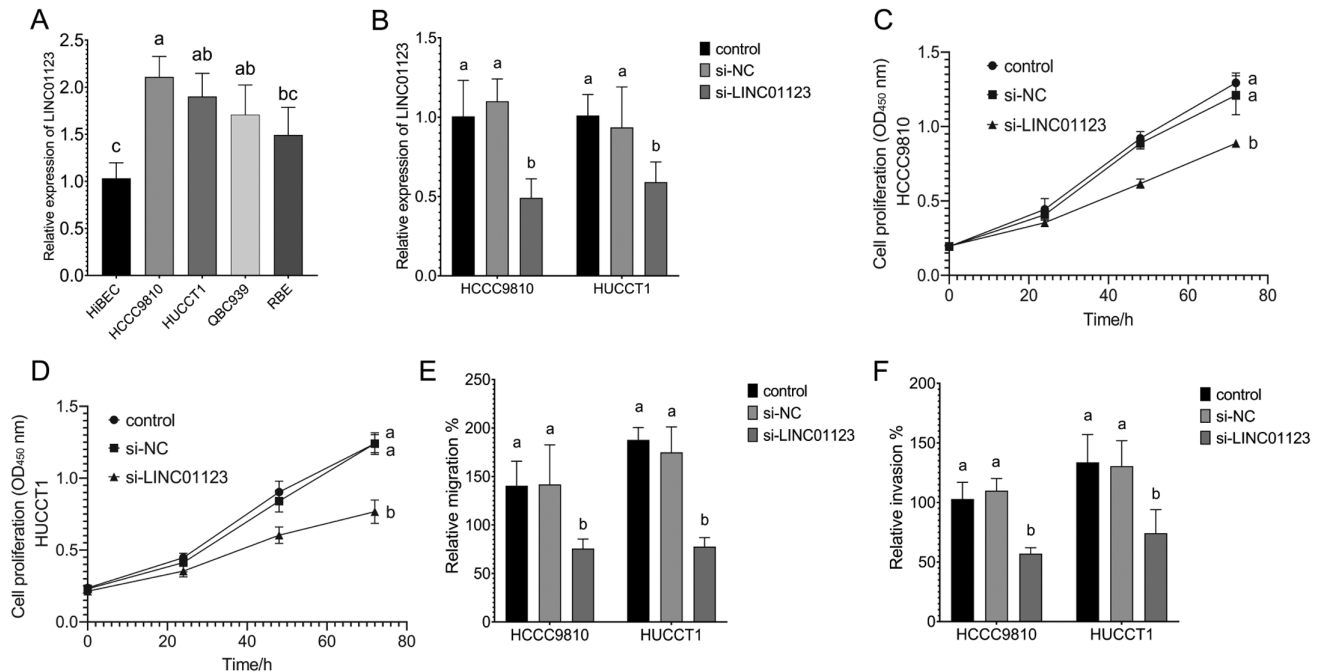 A
Relative expression of LINC01123
2.5
2.0
1.5
1.0
0.5
0.0
c
a
ab
ab
bc
HiBEC
HCCC9810
HUCCT1
QBC939
RBE
B
Relative expression of LINC01123
1.5
1.0
0.5
0.0
a
a
b
a
a
b
HCCC9810
HUCCT1
control
si-NC
si-LINC01123
C
Cell proliferation (OD450 nm)
HCCC9810
1.5
1.0
0.5
0.0
control
si-NC
si-LINC01123
a
a
b
0
20
40
60
80
Time/h
D
Cell proliferation (OD450 nm)
HUCCT1
1.5
1.0
0.5
0.0
control
si-NC
si-LINC01123
a
a
b
0
20
40
60
80
Time/h
E
Relative migration %
250
200
150
100
50
0
a
a
b
a
a
b
HCCC9810
HUCCT1
control
si-NC
si-LINC01123
F
Relative invasion %
200
150
100
50
0
a
a
b
a
a
b
HCCC9810
HUCCT1
control
si-NC
si-LINC01123